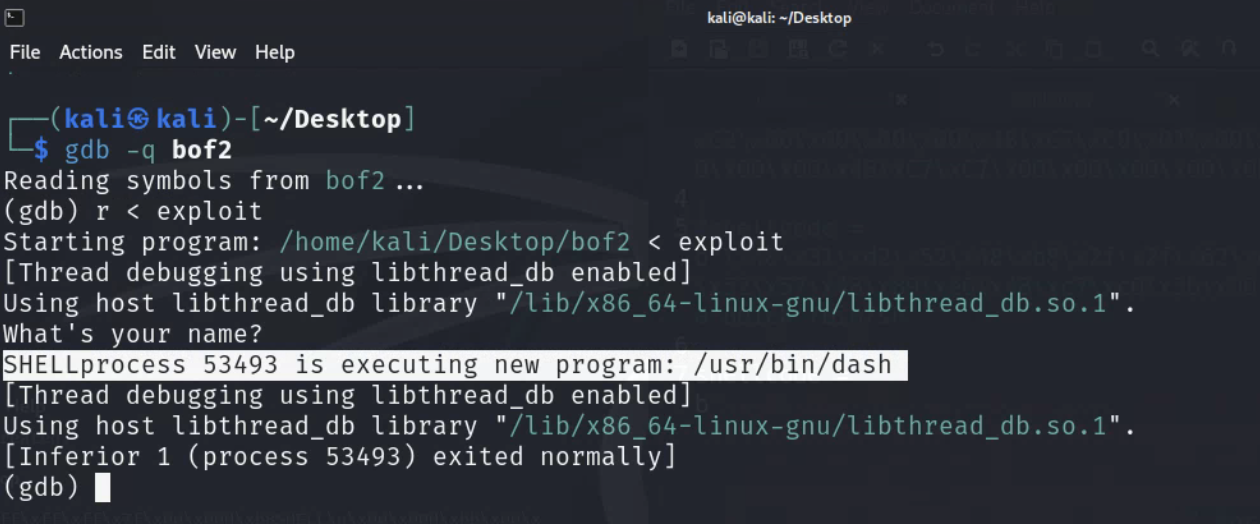 kali@kali: ~/Desktop
File Actions Edit View Help
┌──(kali㉿kali)-[~/Desktop]
└─$ gdb -q bof2
Reading symbols from bof2...
(gdb) r < exploit
Starting program: /home/kali/Desktop/bof2 < exploit
[Thread debugging using libthread_db enabled]
Using host libthread_db library "/lib/x86_64-linux-gnu/libthread_db.so.1".
What's your name?
SHELLprocess 53493 is executing new program: /usr/bin/dash
[Thread debugging using libthread_db enabled]
Using host libthread_db library "/lib/x86_64-linux-gnu/libthread_db.so.1".
[Inferior 1 (process 53493) exited normally]
(gdb)